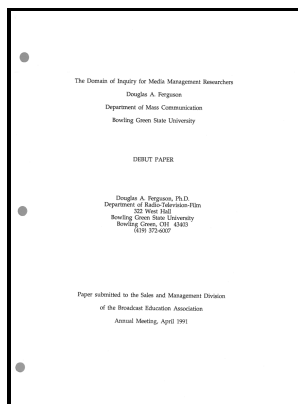 The Domain of Inquiry for Media Management Researchers
Douglas A. Ferguson
Department of Mass Communication
Bowling Green State University
DEBUT PAPER
Douglas A. Ferguson, Ph.D.
Department of Radio-Television-Film
322 West Hall
Bowling Green State University
Bowling Green, OH 43403
(419) 372-6007
Paper submitted to the Sales and Management Division
of the Broadcast Education Association
Annual Meeting, April 1991